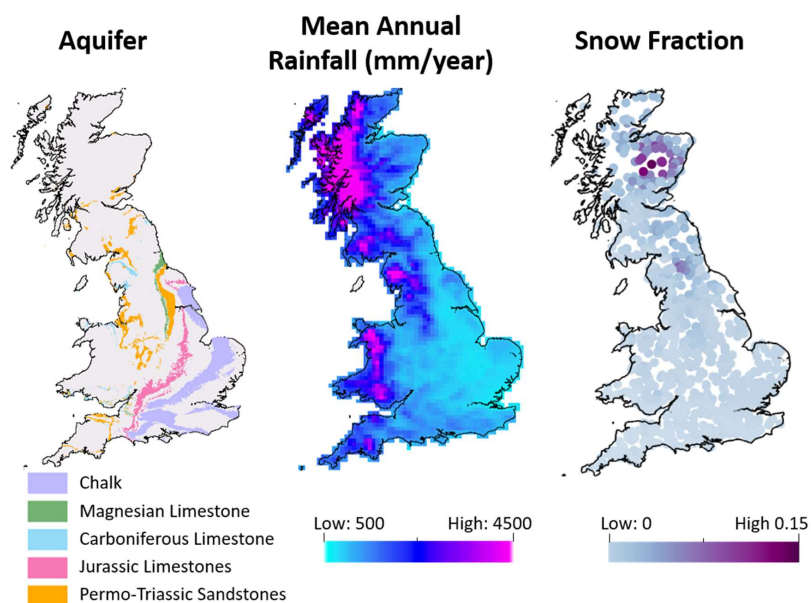 Aquifer
Mean Annual
Rainfall (mm/year)
Snow Fraction
Chalk
Magnesian Limestone
Carboniferous Limestone
Jurassic Limestones
Permo-Triassic Sandstones
Low: 500 High: 4500
Low: 0 High 0.15